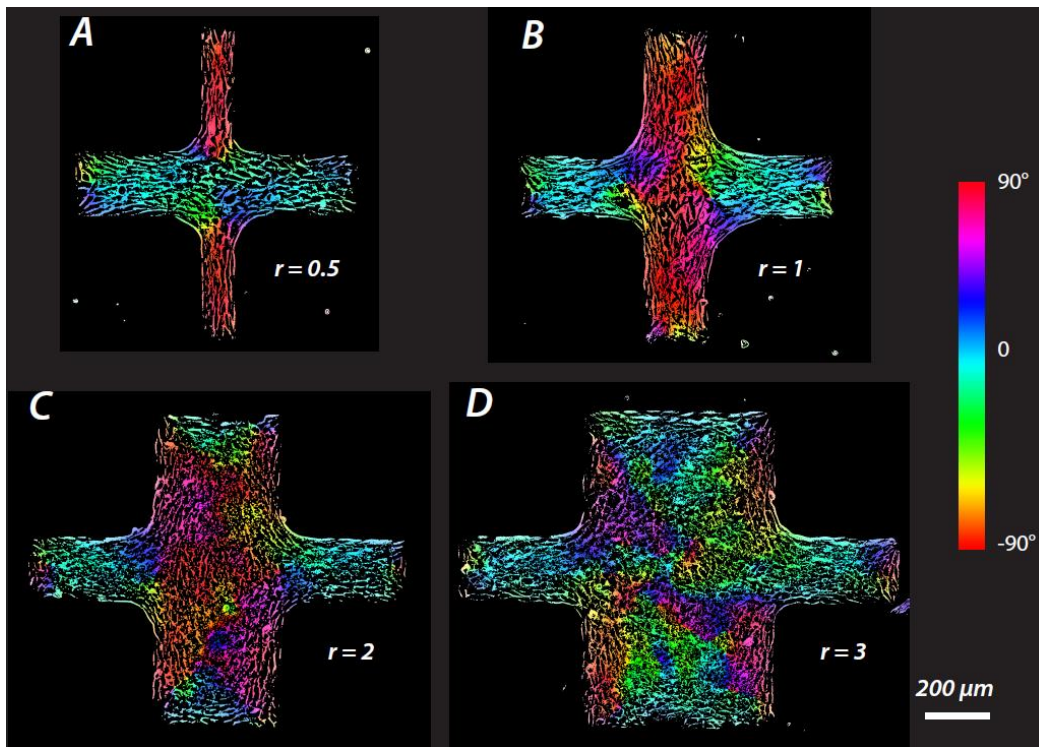 A
r = 0.5
B
r = 1
C
r = 2
D
r = 3
90°
0
-90°
200 µm